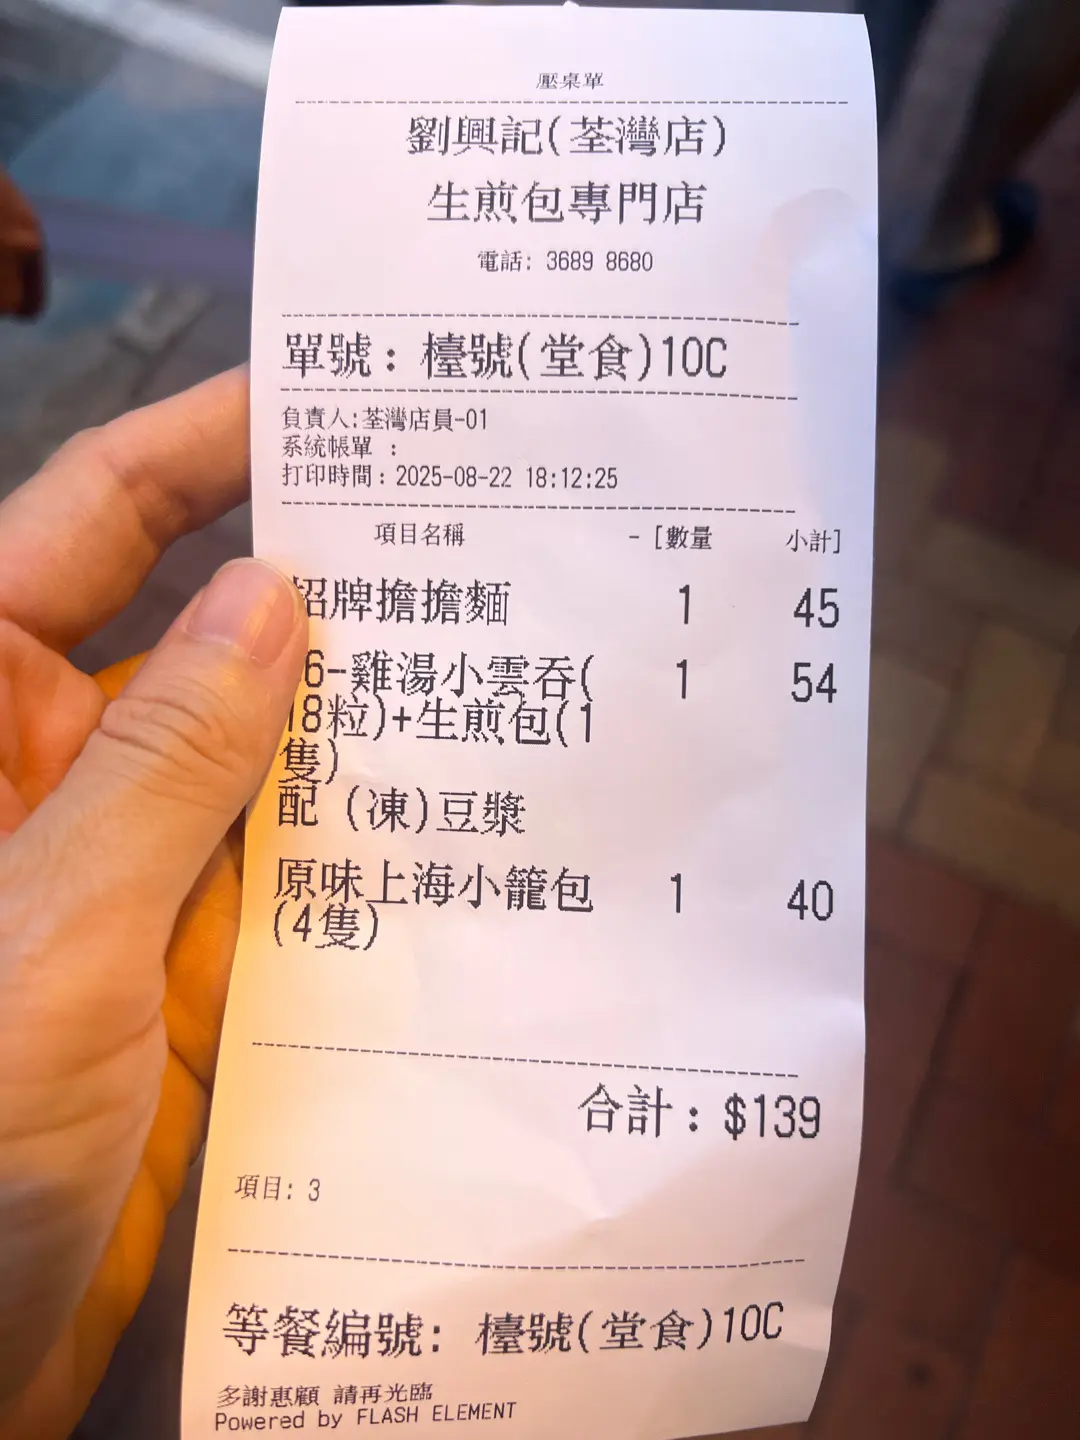 壓桌單
劉興記(荃灣店)
生煎包專門店
電話: 3689 8680
單號: 檯號(堂食)10C
負責人:荃灣店員-01
系統帳單 :
打印時間: 2025-08-22 18:12:25
項目名稱 - [數量 小計]
招牌擔擔麵 1 45
6-雞湯小雲吞( 1 54
18粒)+生煎包(1
隻)
配 (凍)豆漿
原味上海小籠包 1 40
(4隻)
合計: $139
項目: 3
等餐編號: 檯號(堂食)10C
多謝惠顧 請再光臨
Powered by FLASH ELEMENT